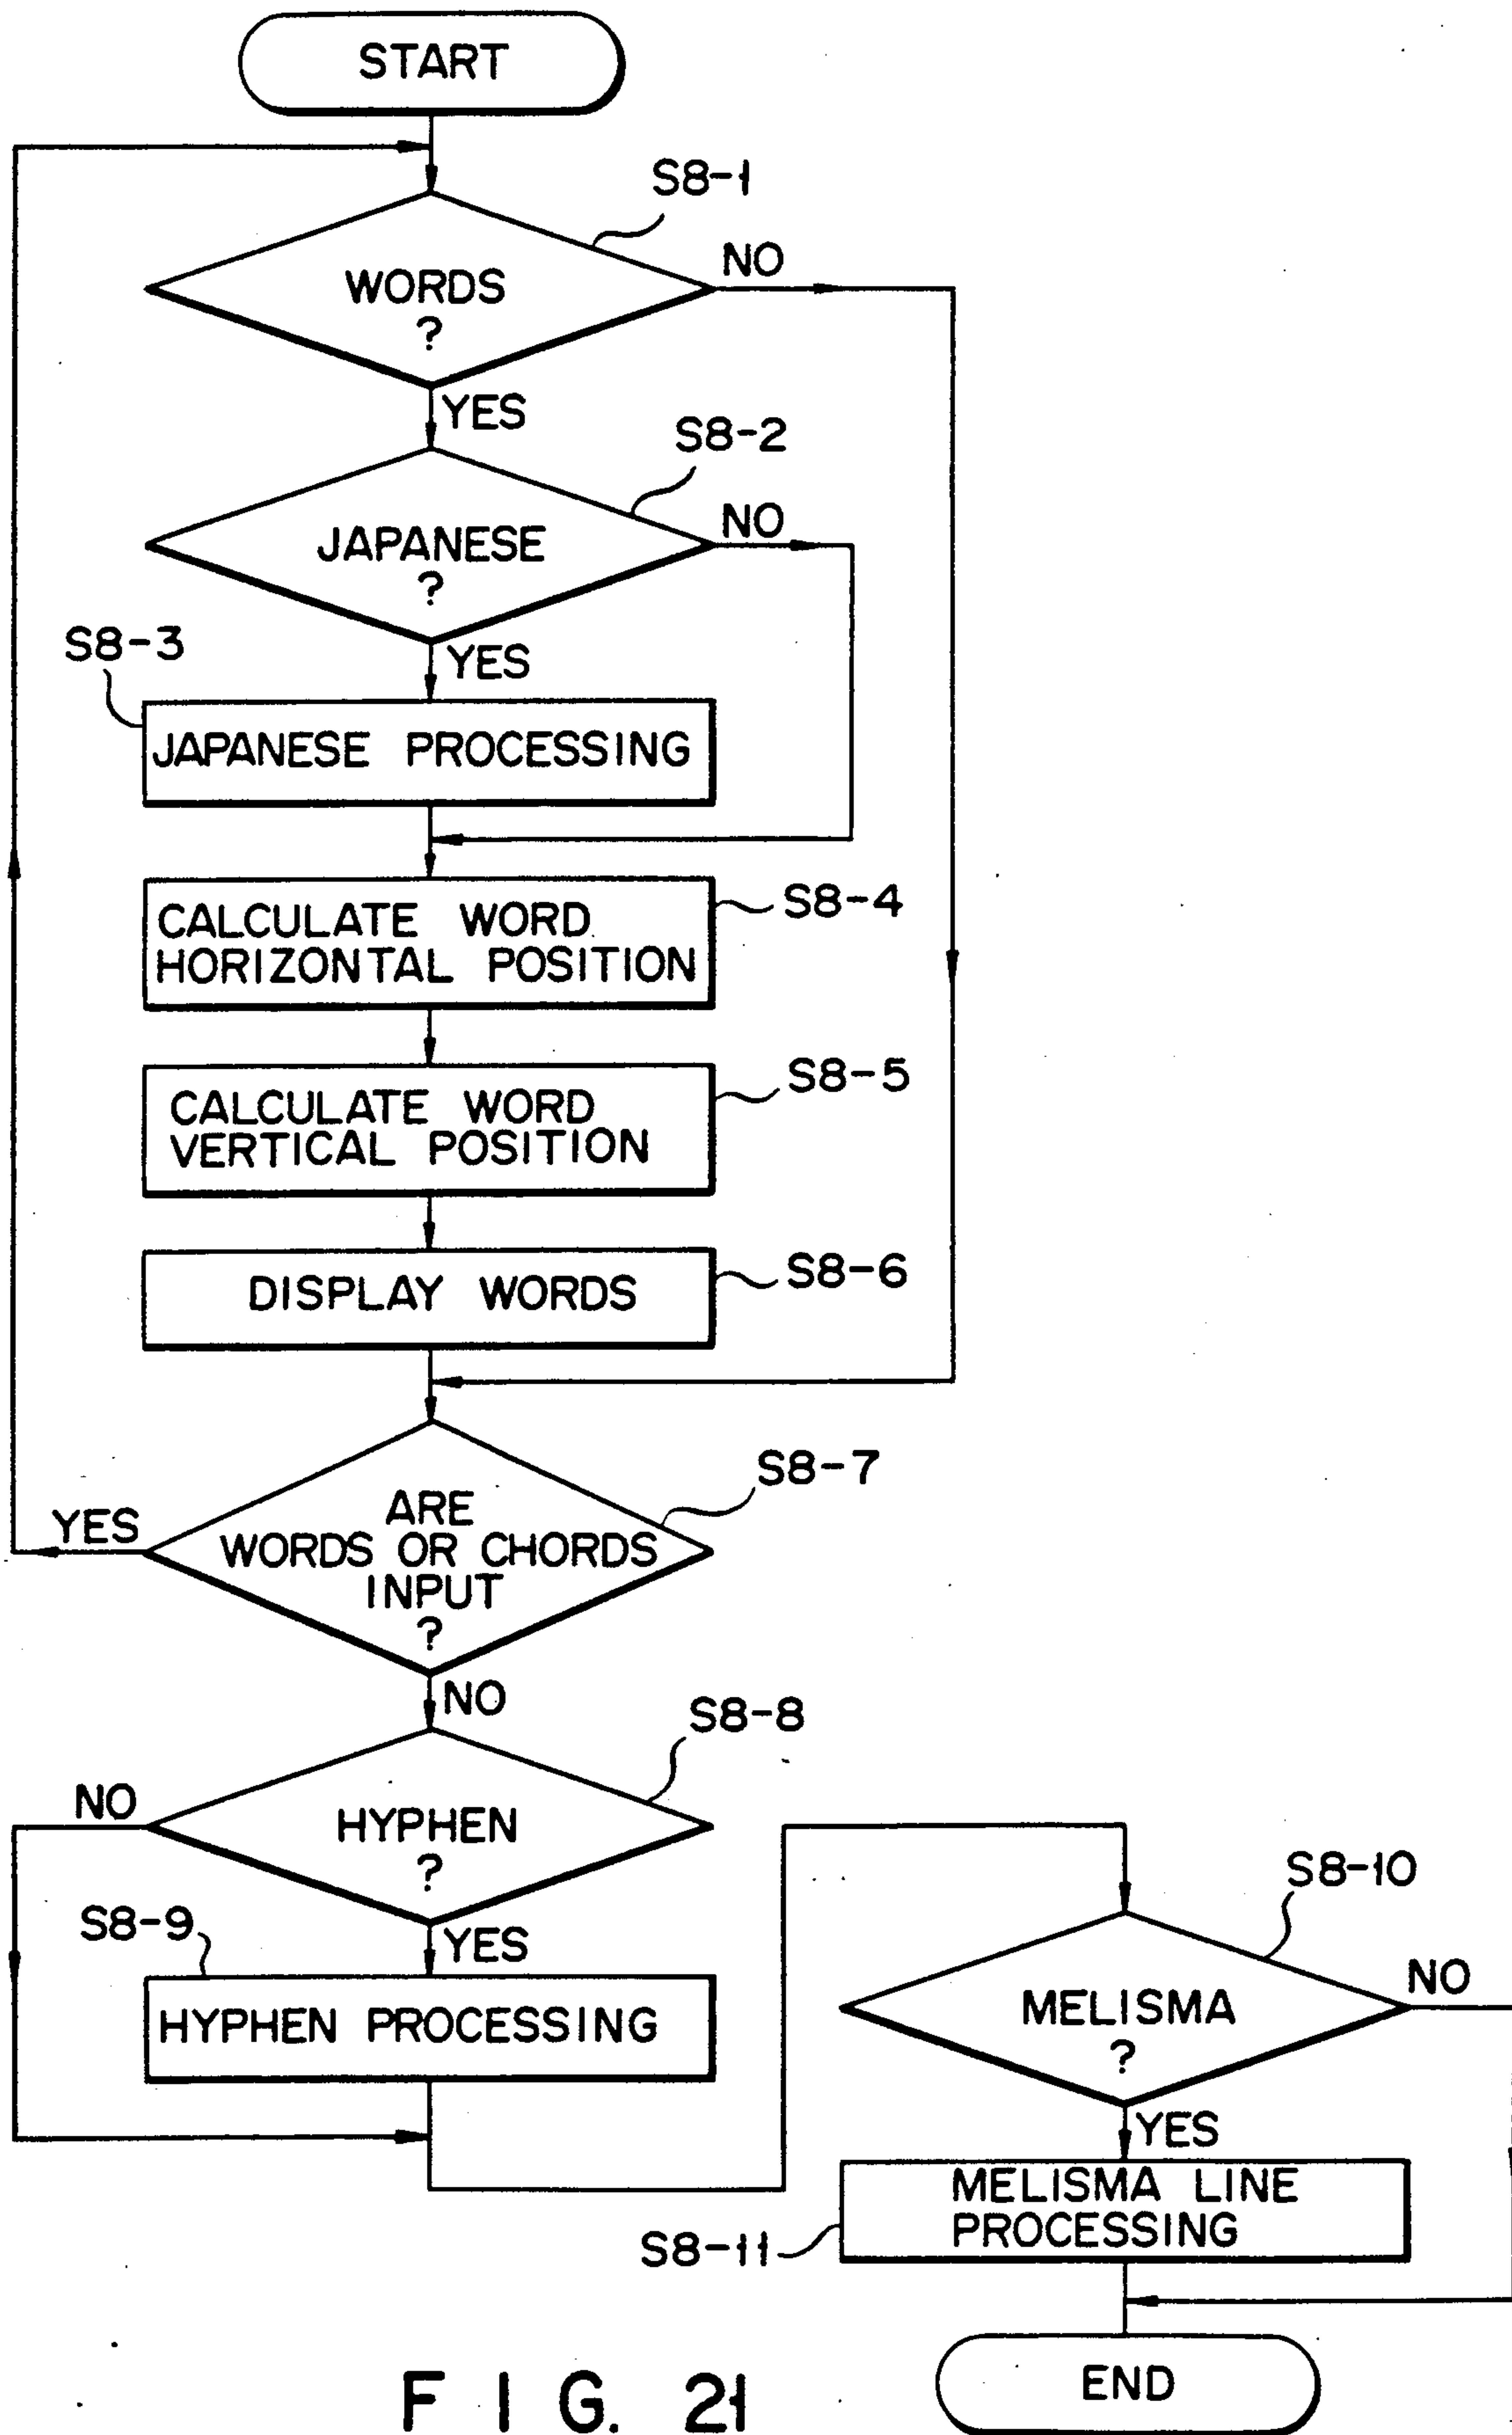 START
S8-1
WORDS
?
NO
YES
S8-2
JAPANESE
?
NO
S8-3
YES
JAPANESE PROCESSING
CALCULATE WORD
HORIZONTAL POSITION
S8-4
CALCULATE WORD
VERTICAL POSITION
S8-5
DISPLAY WORDS
S8-6
S8-7
ARE
WORDS OR CHORDS
INPUT
?
YES
NO
S8-8
HYPHEN
?
NO
S8-9
YES
HYPHEN PROCESSING
S8-10
MELISMA
?
NO
YES
MELISMA LINE
PROCESSING
S8-11
END
FIG. 21